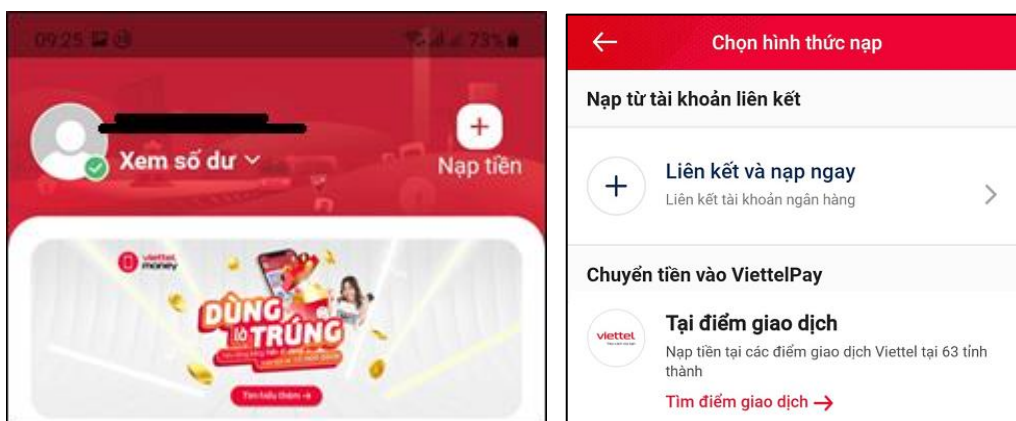 09:25
73%
Xem số dư
Nạp tiền
viettel
money
DÙNG
là TRÚNG
Tìm hiểu thêm
Chọn hình thức nạp
Nạp từ tài khoản liên kết
Liên kết và nạp ngay
Liên kết tài khoản ngân hàng
Chuyển tiền vào ViettelPay
viettel
Tại điểm giao dịch
Nạp tiền tại các điểm giao dịch Viettel tại 63 tỉnh
thành
Tìm điểm giao dịch